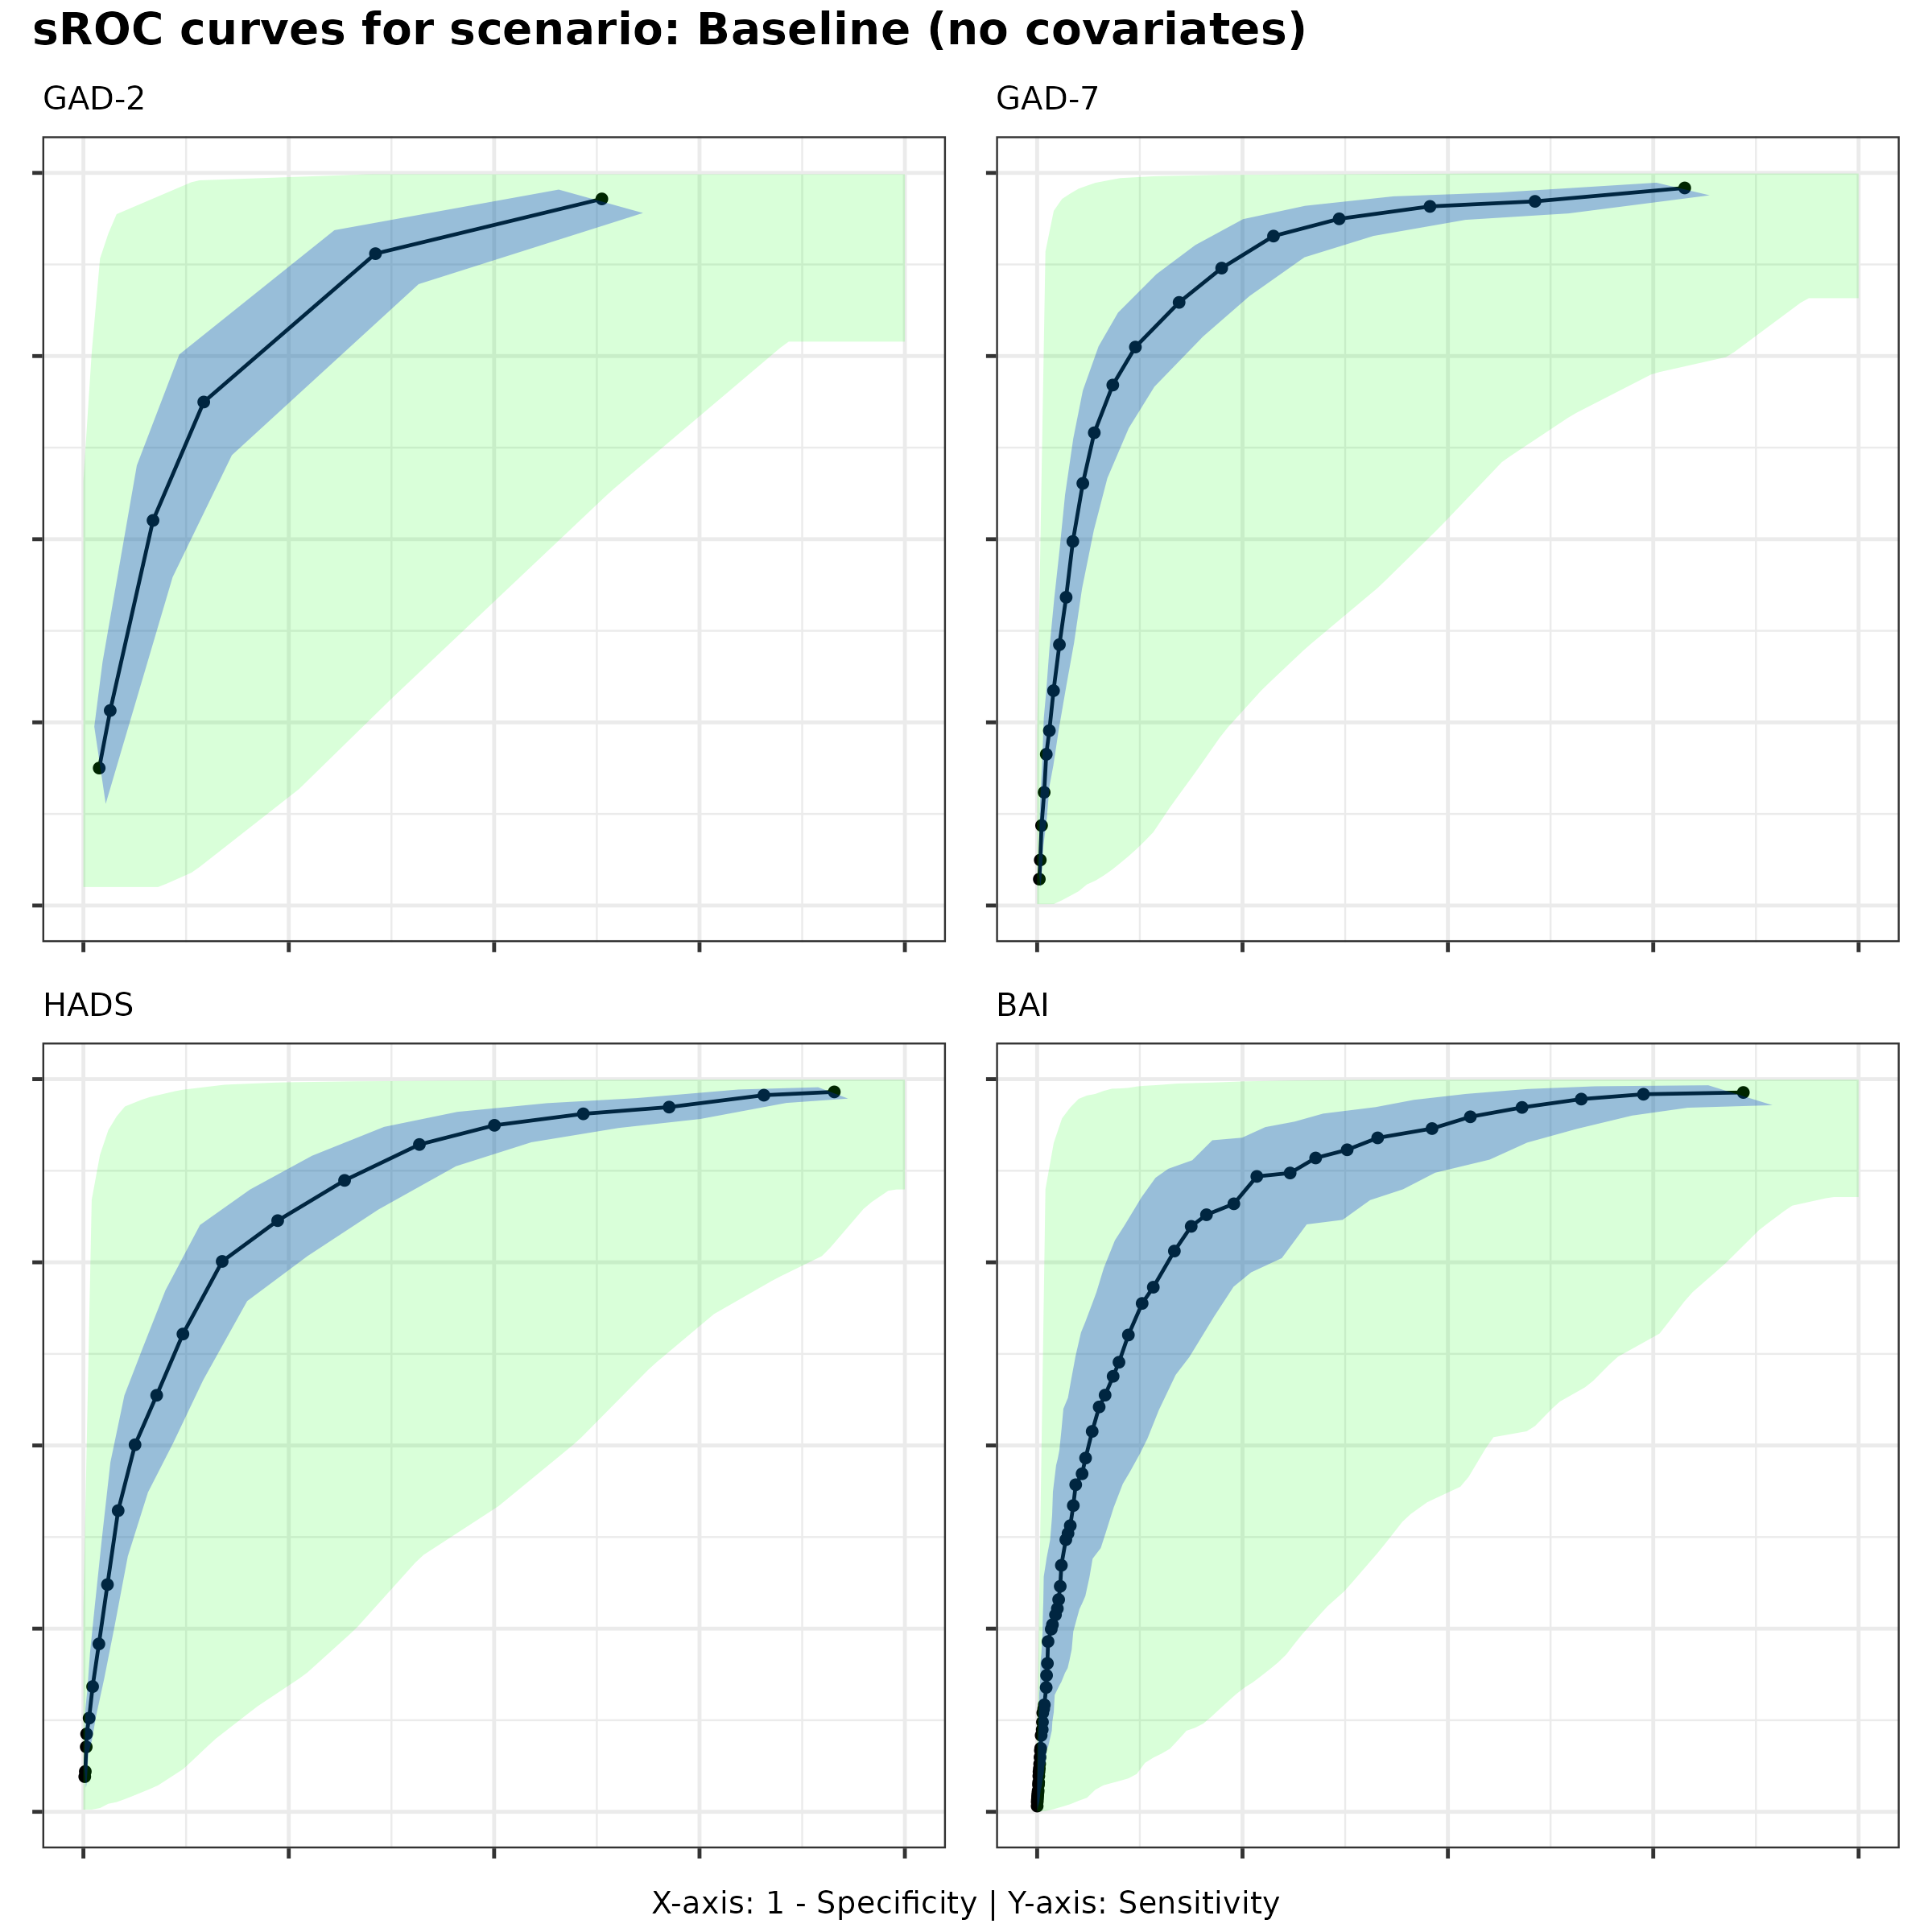 sROC curves for scenario: Baseline (no covariates)
GAD-2
GAD-7
HADS
BAI
X-axis: 1 - Specificity | Y-axis: Sensitivity